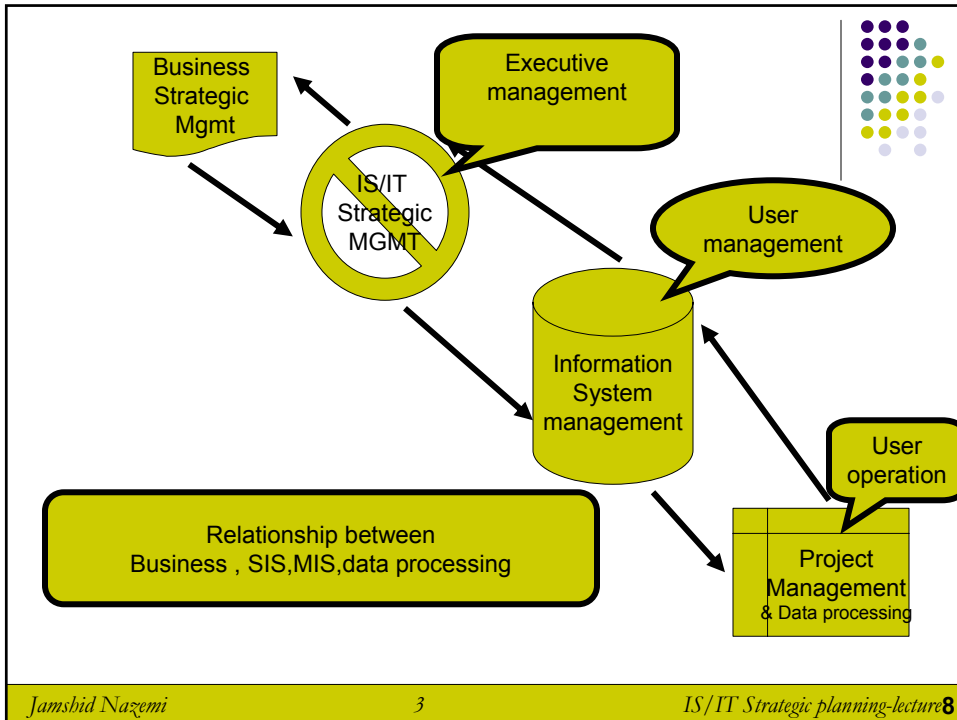 Business
Strategic
Mgmt
Executive
management
IS/IT
Strategic
MGMT
User
management
Information
System
management
User
operation
Relationship between
Business , SIS,MIS,data processing
Project
Management
& Data processing
Jamshid Nazemi 3 IS/IT Strategic planning-lecture8